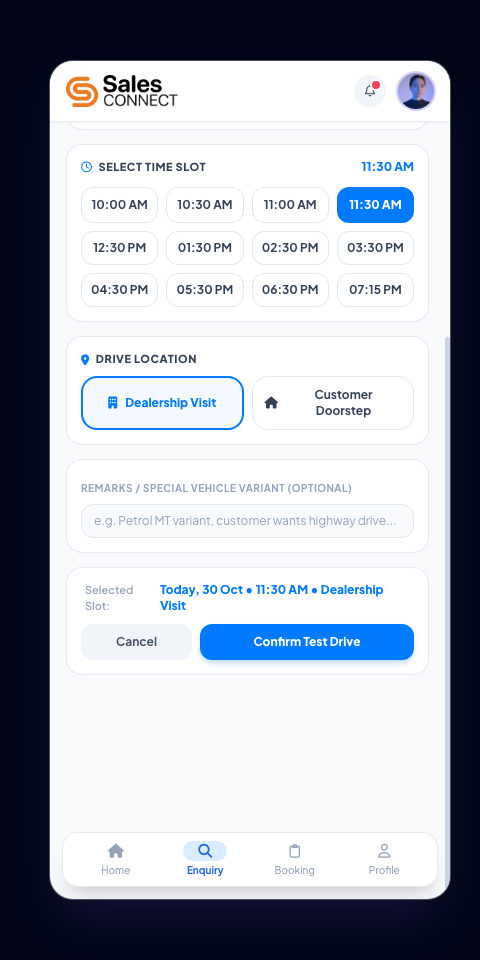 Sales
CONNECT
SELECT TIME SLOT 11:30 AM
10:00 AM 10:30 AM 11:00 AM 11:30 AM
12:30 PM 01:30 PM 02:30 PM 03:30 PM
04:30 PM 05:30 PM 06:30 PM 07:15 PM
DRIVE LOCATION
Dealership Visit
Customer
Doorstep
REMARKS / SPECIAL VEHICLE VARIANT (OPTIONAL)
e.g. Petrol MT variant, customer wants highway drive...
Selected
Slot:
Today, 30 Oct • 11:30 AM • Dealership
Visit
Cancel Confirm Test Drive
Home Enquiry Booking Profile